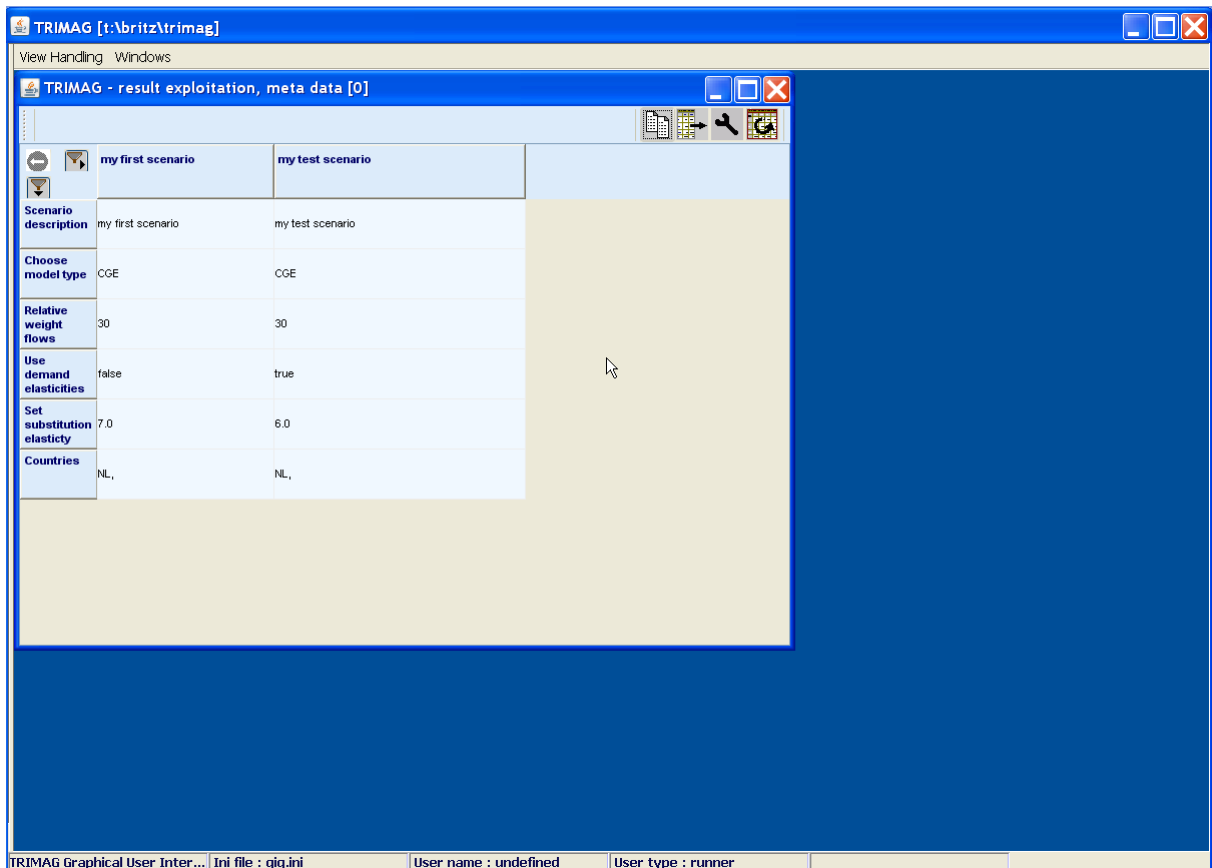 TRIMAG [t:\britz\trimag]
View Handling Windows
TRIMAG - result exploitation, meta data [0]
my first scenario my test scenario
Scenario
description my first scenario my test scenario
Choose
model type CGE CGE
Relative
weight 30 30
flows
Use
demand false true
elasticities
Set
substitution 7.0 6.0
elasticty
Countries
NL, NL,
TRIMAG Graphical User Inter... Ini file : gig.ini User name : undefined User type : runner